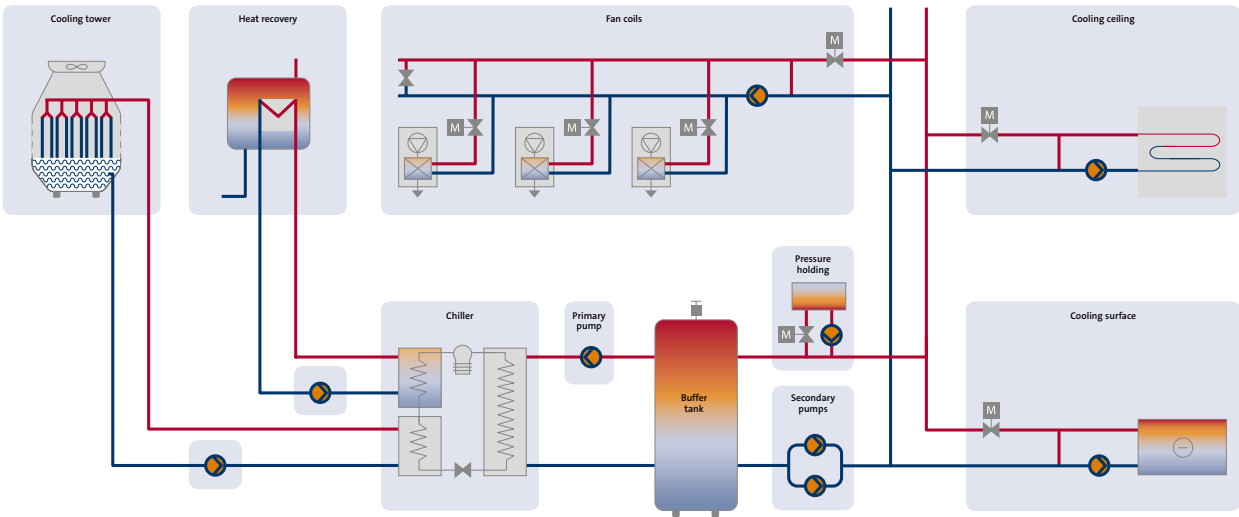 Cooling tower
Heat recovery
Fan coils
Cooling ceiling
M
M
M
M
M
Pressure
holding
M
Chiller
Primary
pump
Cooling surface
Buffer
tank
Secondary
pumps
M